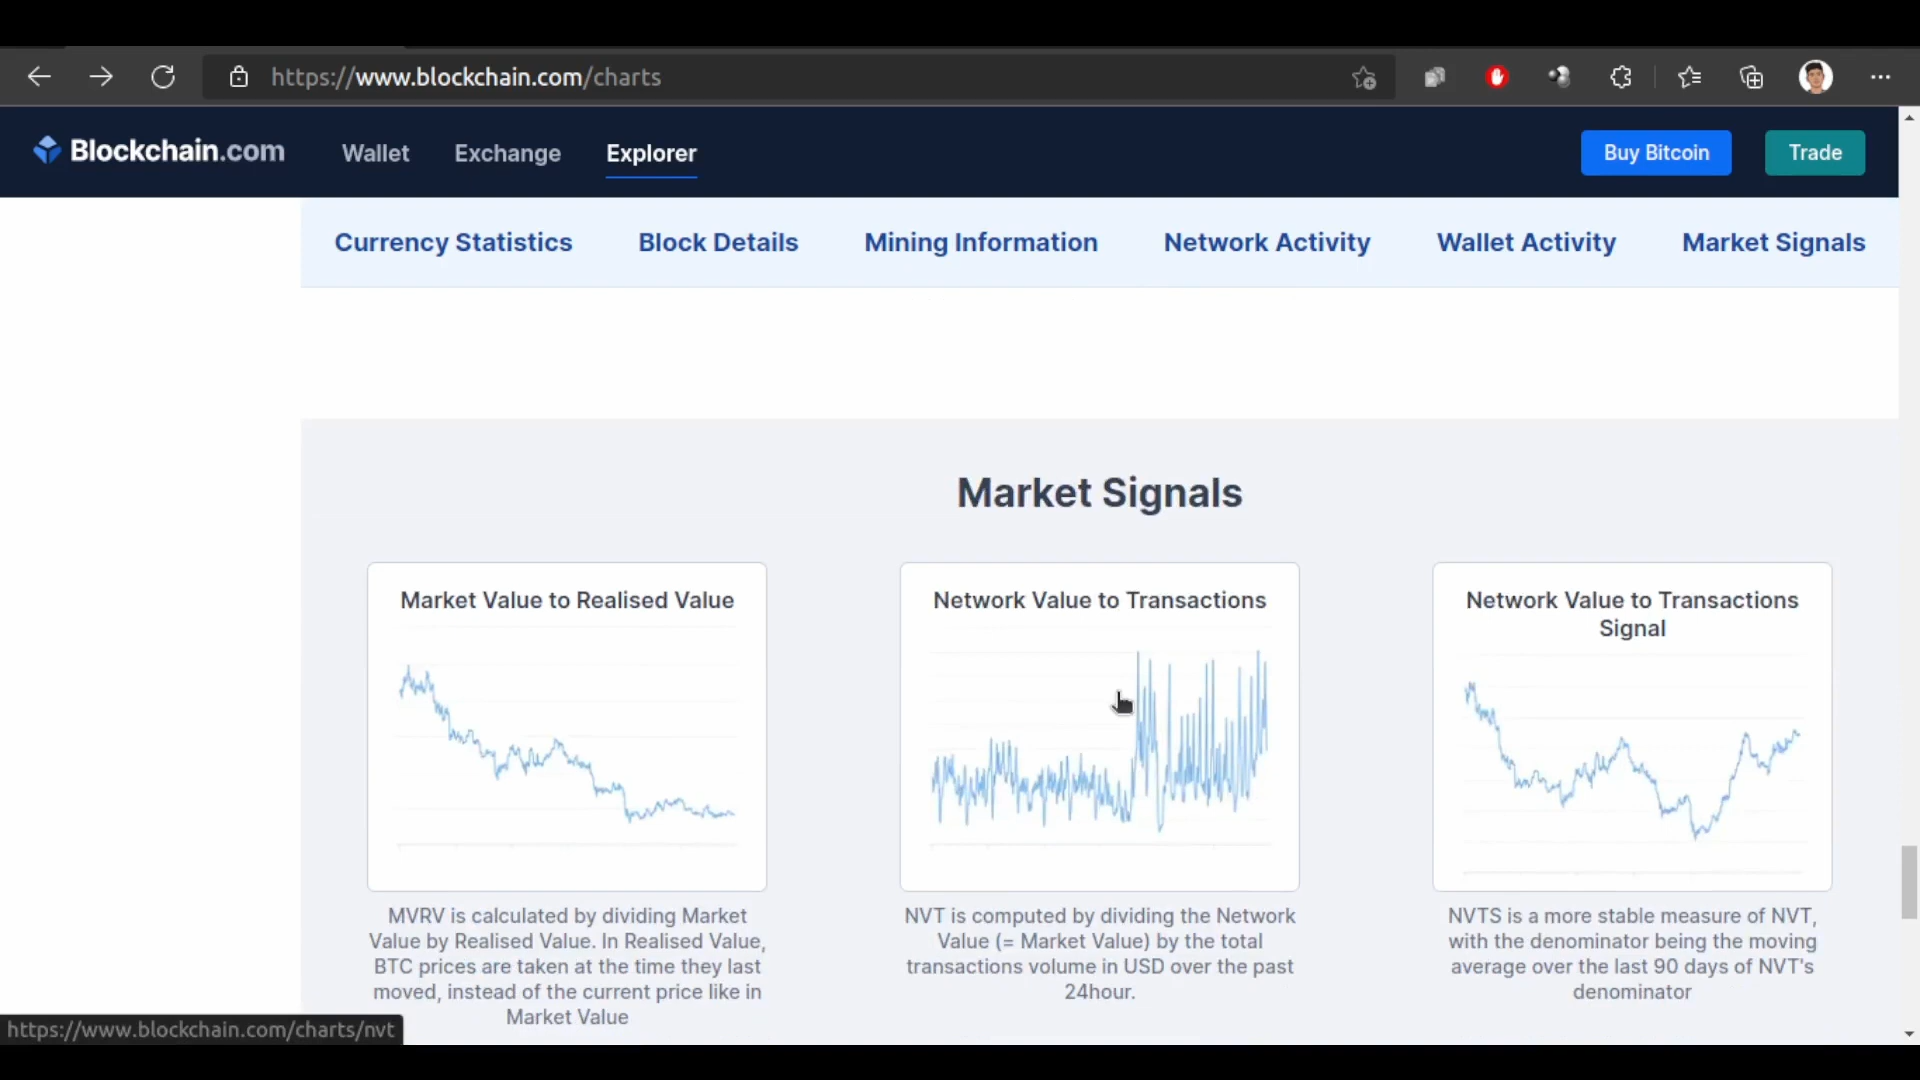 https://www.blockchain.com/charts
Blockchain.com
Wallet
Exchange
Explorer
Buy Bitcoin
Trade
Currency Statistics
Block Details
Mining Information
Network Activity
Wallet Activity
Market Signals
Market Signals
Market Value to Realised Value
MVRV is calculated by dividing Market
Value by Realised Value. In Realised Value,
BTC prices are taken at the time they last
moved, instead of the current price like in
Market Value
Network Value to Transactions
NVT is computed by dividing the Network
Value (= Market Value) by the total
transactions volume in USD over the past
24hour.
Network Value to Transactions
Signal
NVTS is a more stable measure of NVT,
with the denominator being the moving
average over the last 90 days of NVT's
denominator
https://www.blockchain.com/charts/nvt